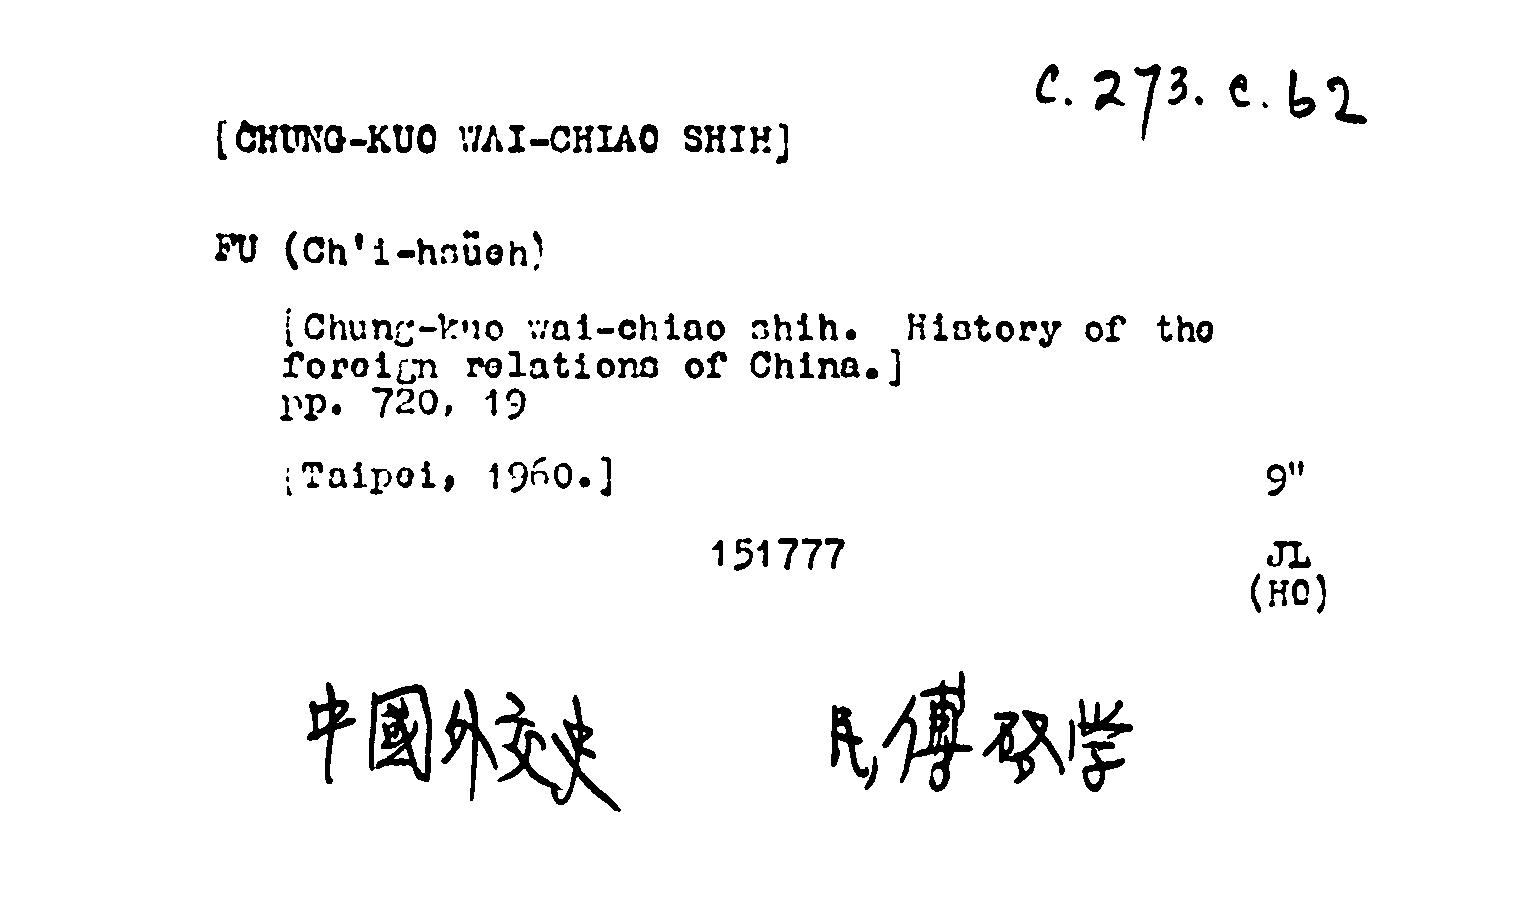 C. 273. c. 62
[CHUNG-KUO WAI-CHIAO SHIH]
FU (Ch'i-hsüeh)
[Chung-kuo wai-chiao shih. History of the
foreign relations of China.]
pp. 720, 19
[Taipei, 1960.] 9"
151777 JL
(HO)
中國外交史 民, 傅啓学